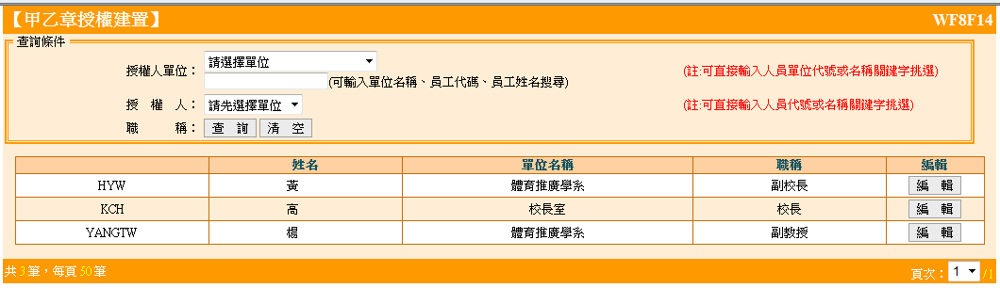 【甲乙章授權建置】 WF8F14
查詢條件
授權人單位： 請選擇單位 (註:可直接輸入人員單位代號或名稱關鍵字挑選)
(可輸入單位名稱、員工代碼、員工姓名搜尋)
授 權 人： 請先選擇單位 (註:可直接輸入人員代號或名稱關鍵字挑選)
職 稱： 查 詢 清 空
姓名 單位名稱 職稱 編輯
HYW 黃 體育推廣學系 副校長 編 輯
KCH 高 校長室 校長 編 輯
YANGTW 楊 體育推廣學系 副教授 編 輯
共 3 筆，每頁 50 筆 頁次： 1 /1